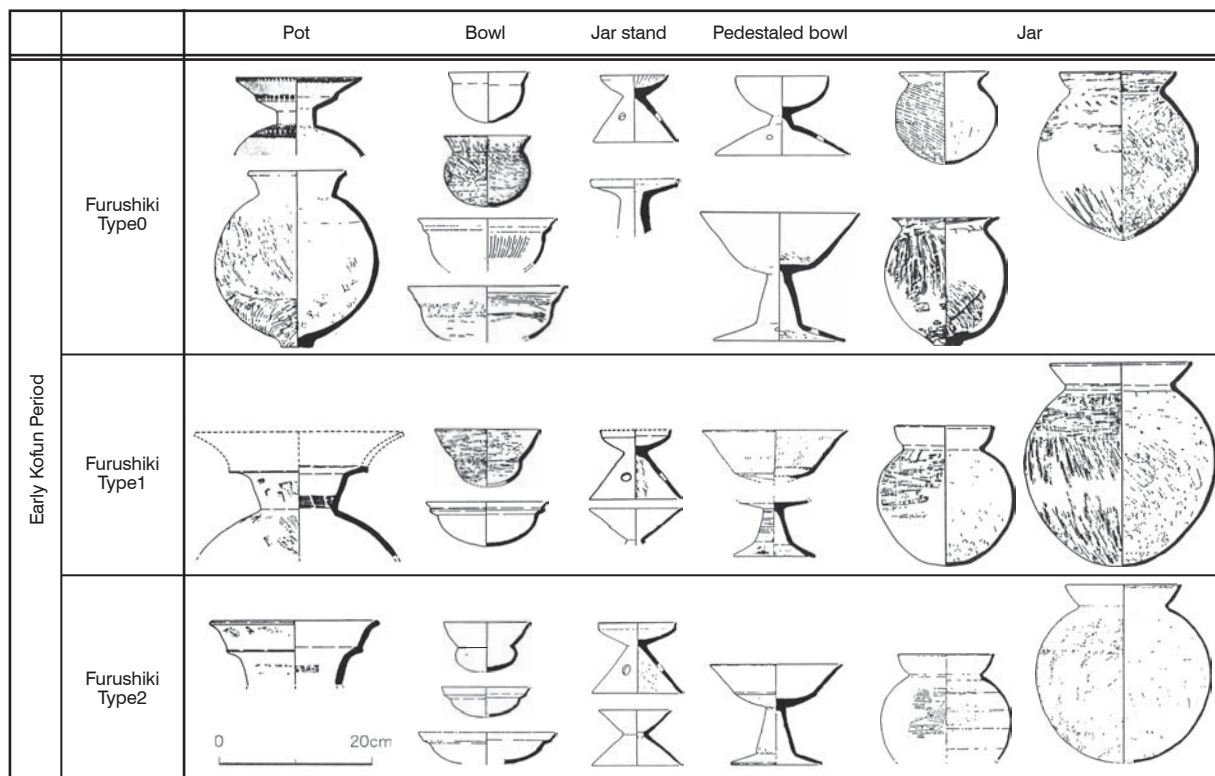 Pot Bowl Jar stand Pedestaled bowl Jar
Early Kofun Period
Furushiki
Type0
Furushiki
Type1
Furushiki
Type2
0 20cm